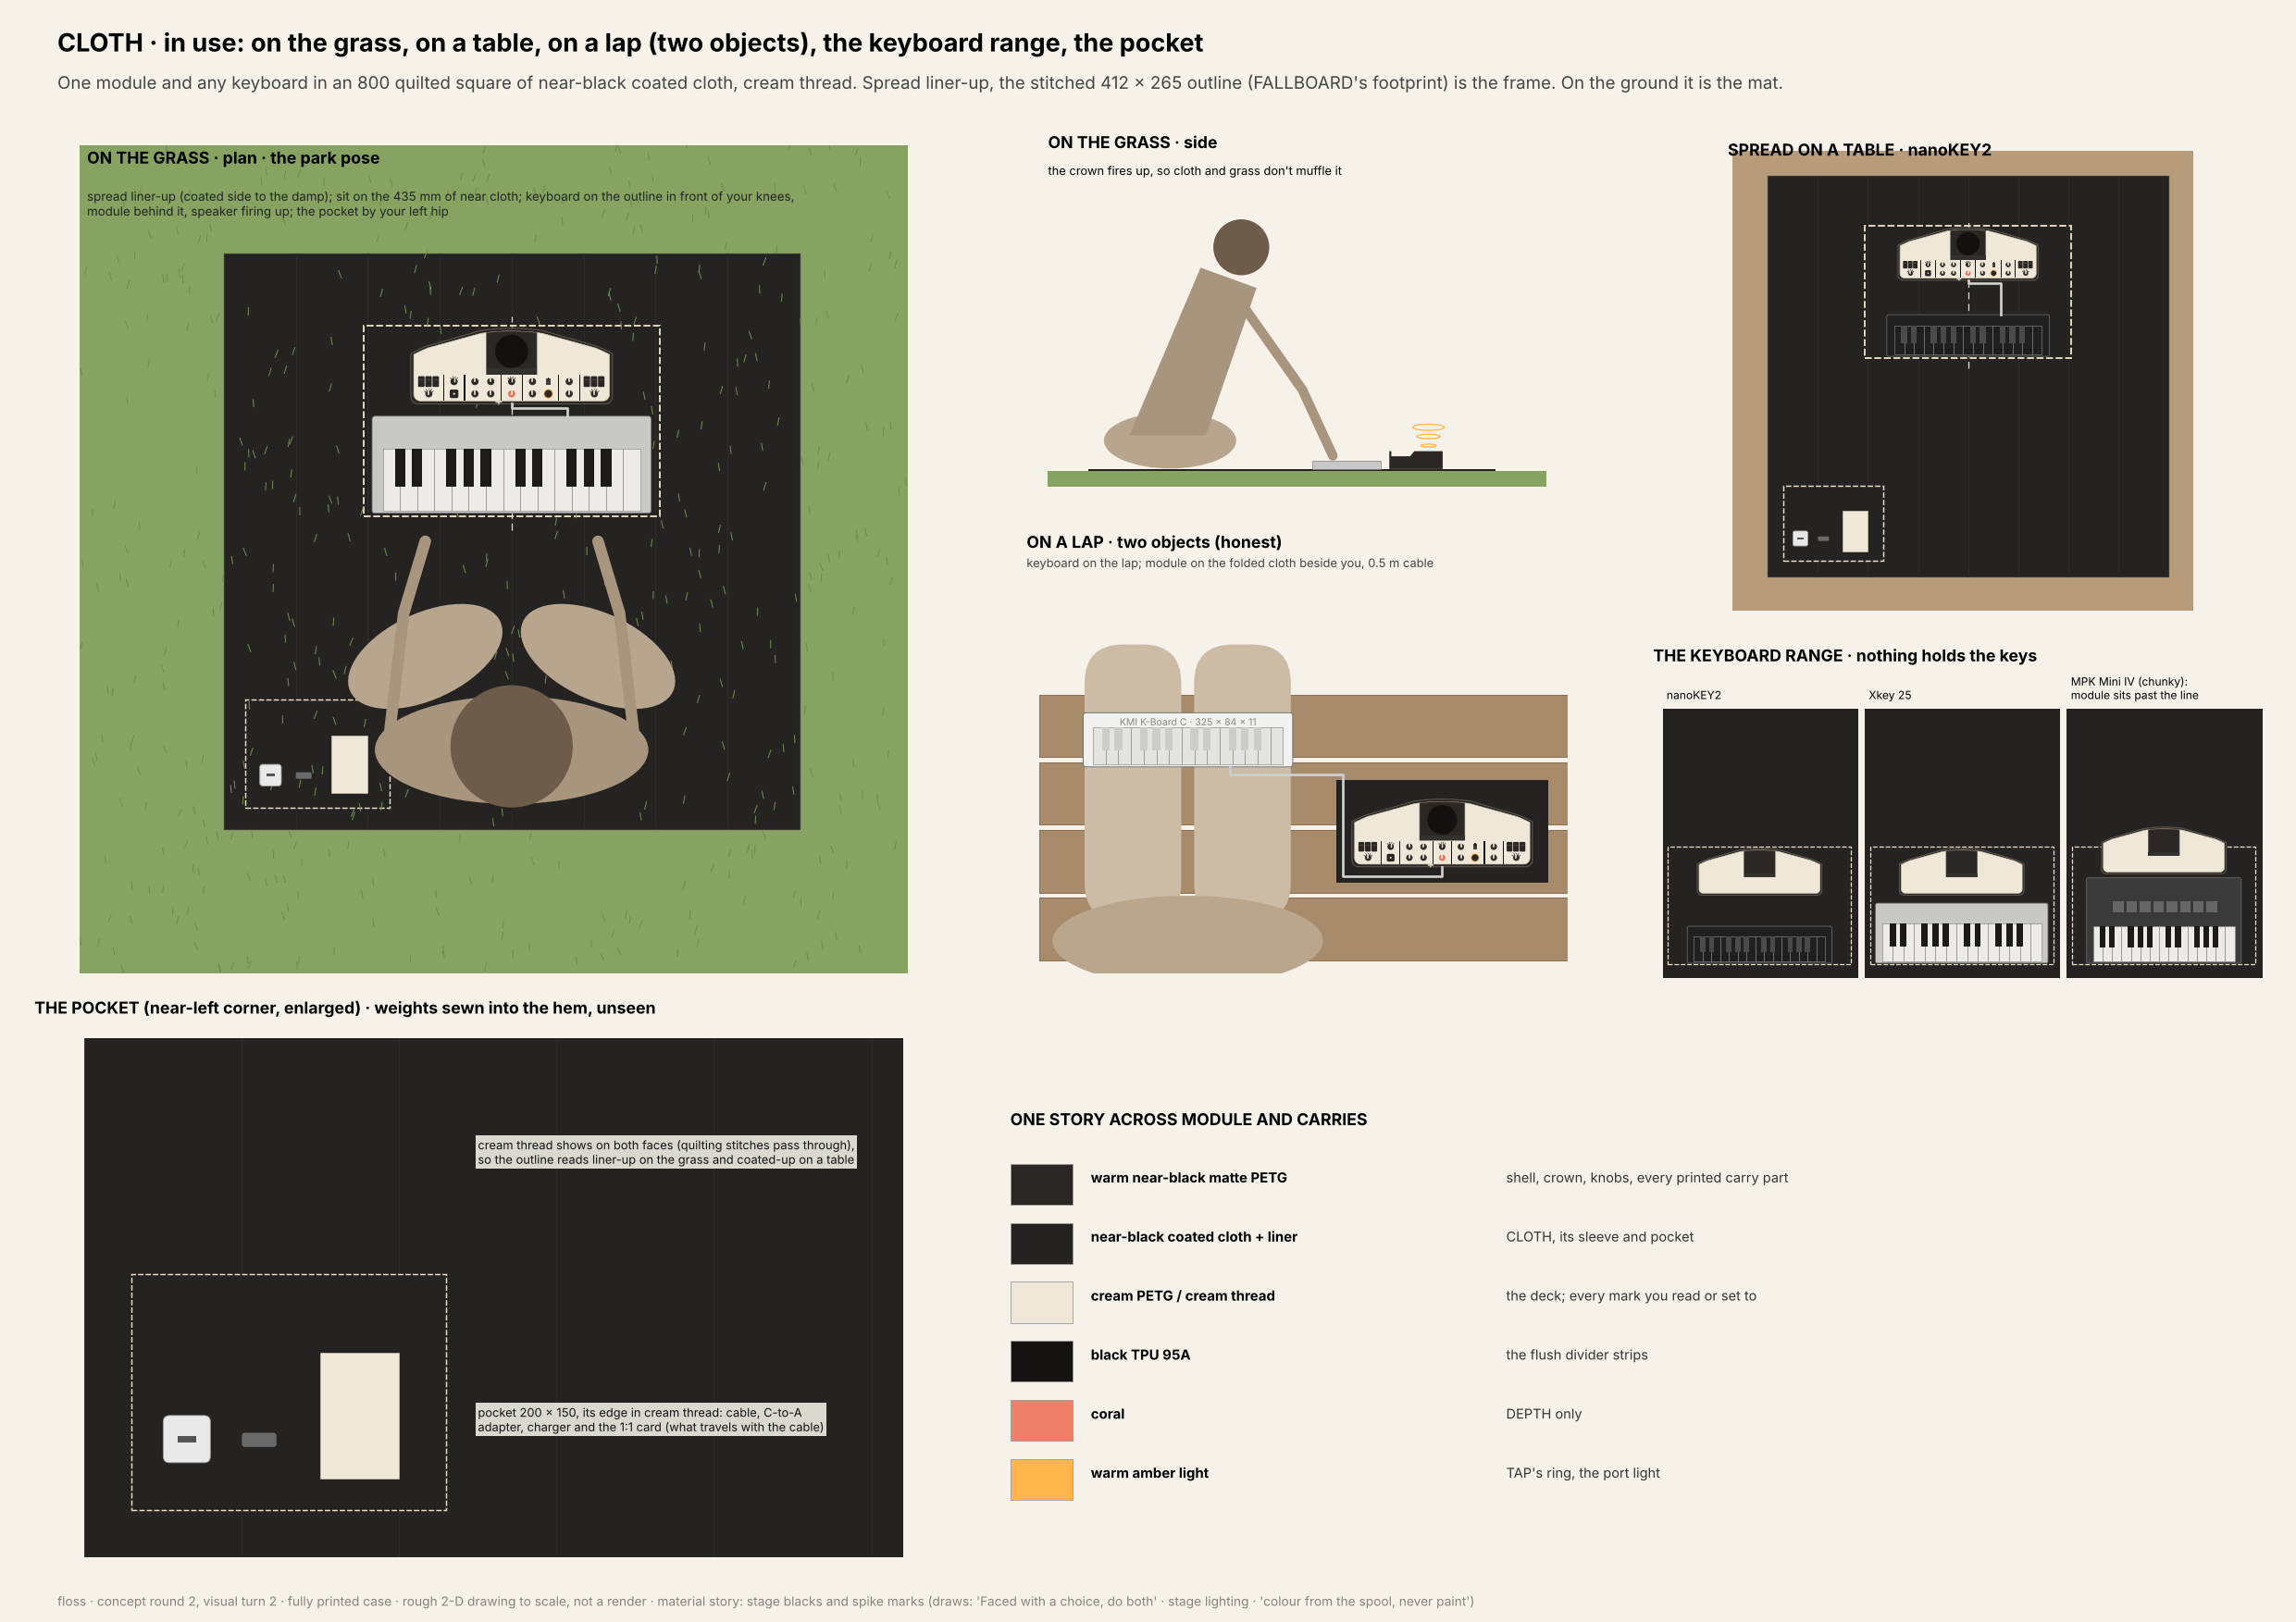 CLOTH · in use: on the grass, on a table, on a lap (two objects), the keyboard range, the pocket
One module and any keyboard in an 800 quilted square of near-black coated cloth, cream thread. Spread liner-up, the stitched 412 × 265 outline (FALLBOARD's footprint) is the frame. On the ground it is the mat.
ON THE GRASS · plan · the park pose
spread liner-up (coated side to the damp); sit on the 435 mm of near cloth; keyboard on the outline in front of your knees,
module behind it, speaker firing up; the pocket by your left hip
ON THE GRASS · side
the crown fires up, so cloth and grass don't muffle it
SPREAD ON A TABLE · nanoKEY2
ON A LAP · two objects (honest)
keyboard on the lap; module on the folded cloth beside you, 0.5 m cable
KMI K-Board C · 325 × 84 × 11
THE KEYBOARD RANGE · nothing holds the keys
nanoKEY2
Xkey 25
MPK Mini IV (chunky):
module sits past the line
THE POCKET (near-left corner, enlarged) · weights sewn into the hem, unseen
cream thread shows on both faces (quilting stitches pass through),
so the outline reads liner-up on the grass and coated-up on a table
pocket 200 × 150, its edge in cream thread: cable, C-to-A
adapter, charger and the 1:1 card (what travels with the cable)
ONE STORY ACROSS MODULE AND CARRIES
warm near-black matte PETG
shell, crown, knobs, every printed carry part
near-black coated cloth + liner
CLOTH, its sleeve and pocket
cream PETG / cream thread
the deck; every mark you read or set to
black TPU 95A
the flush divider strips
coral
DEPTH only
warm amber light
TAP's ring, the port light
floss · concept round 2, visual turn 2 · fully printed case · rough 2-D drawing to scale, not a render · material story: stage blacks and spike marks (draws: 'Faced with a choice, do both' · stage lighting · 'colour from the spool, never paint')